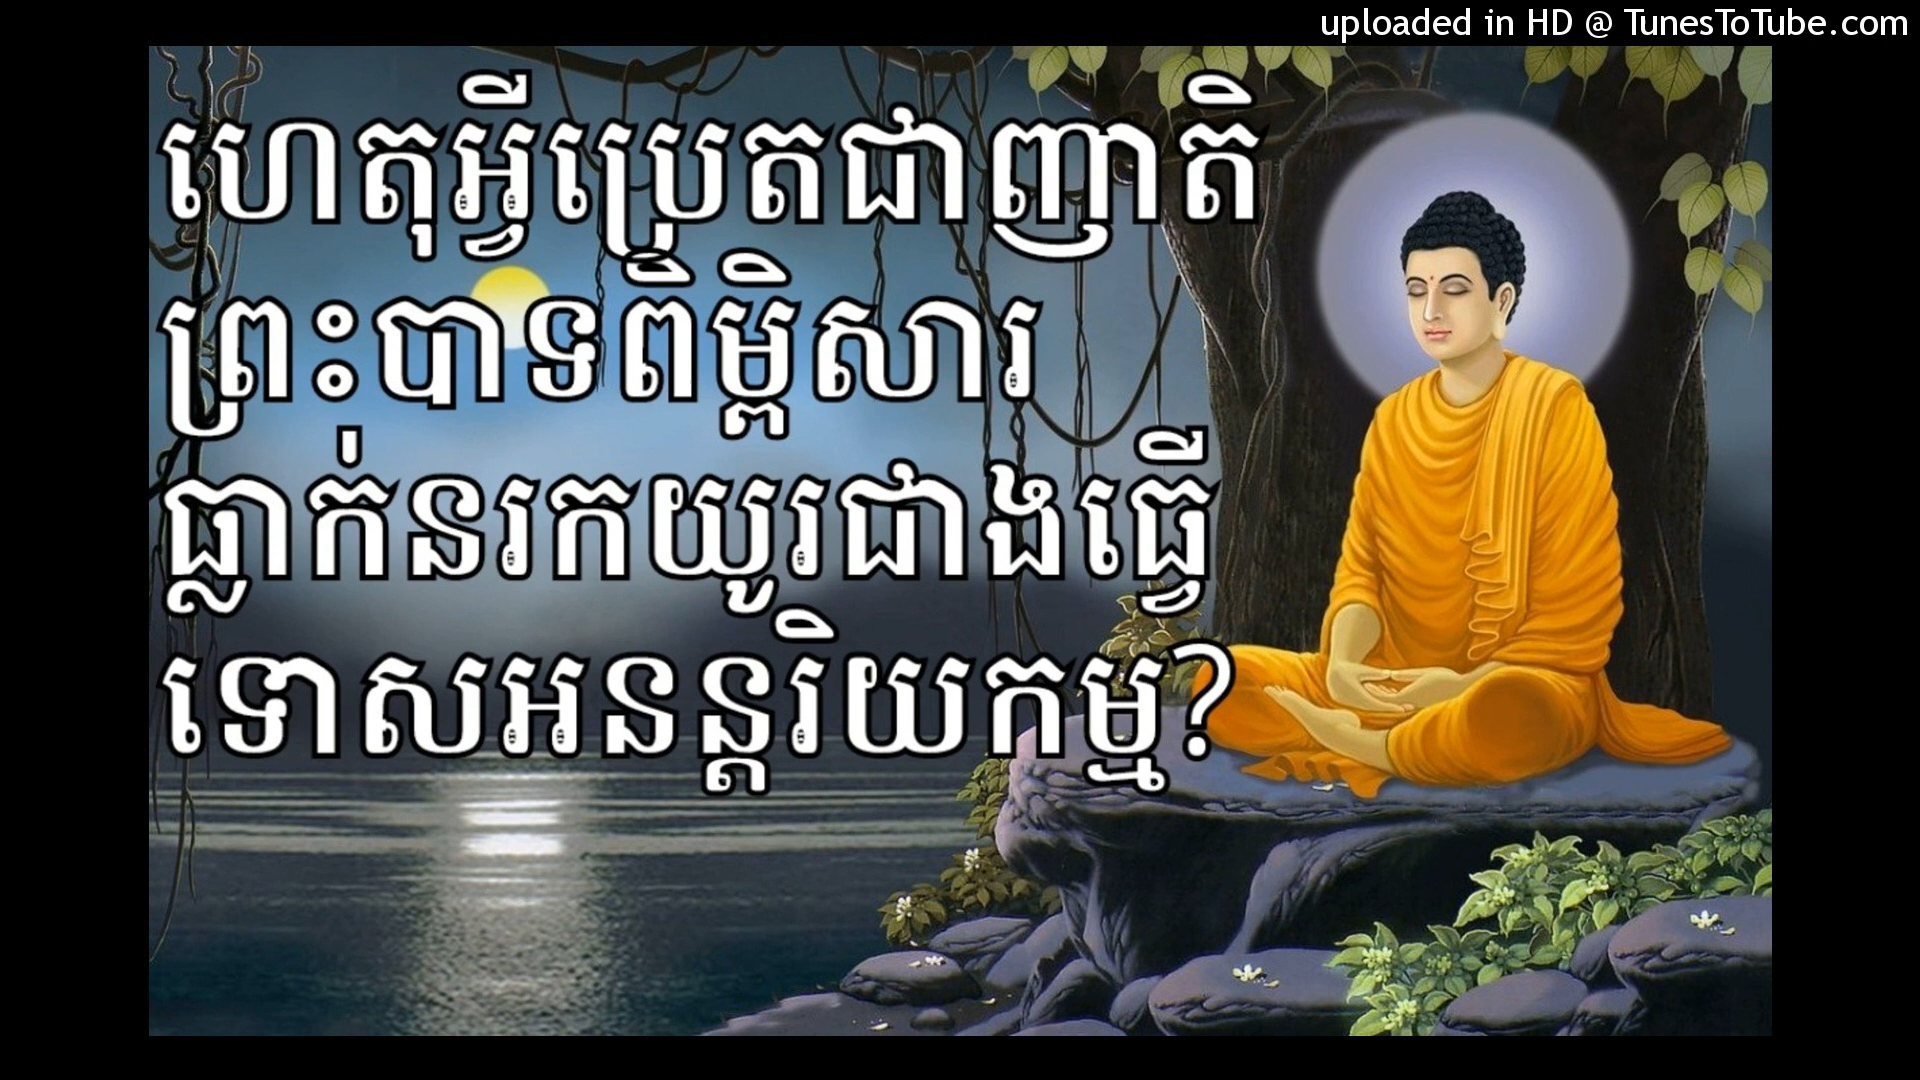 uploaded in HD @ TunesToTube.com
ហេតុអ្វីប្រេតជាញាតិ
ព្រះបាទពិម្ពិសារ
ធ្លាក់នរកយូរជាងធ្វើ
ទោសអនន្តរិយកម្ម?